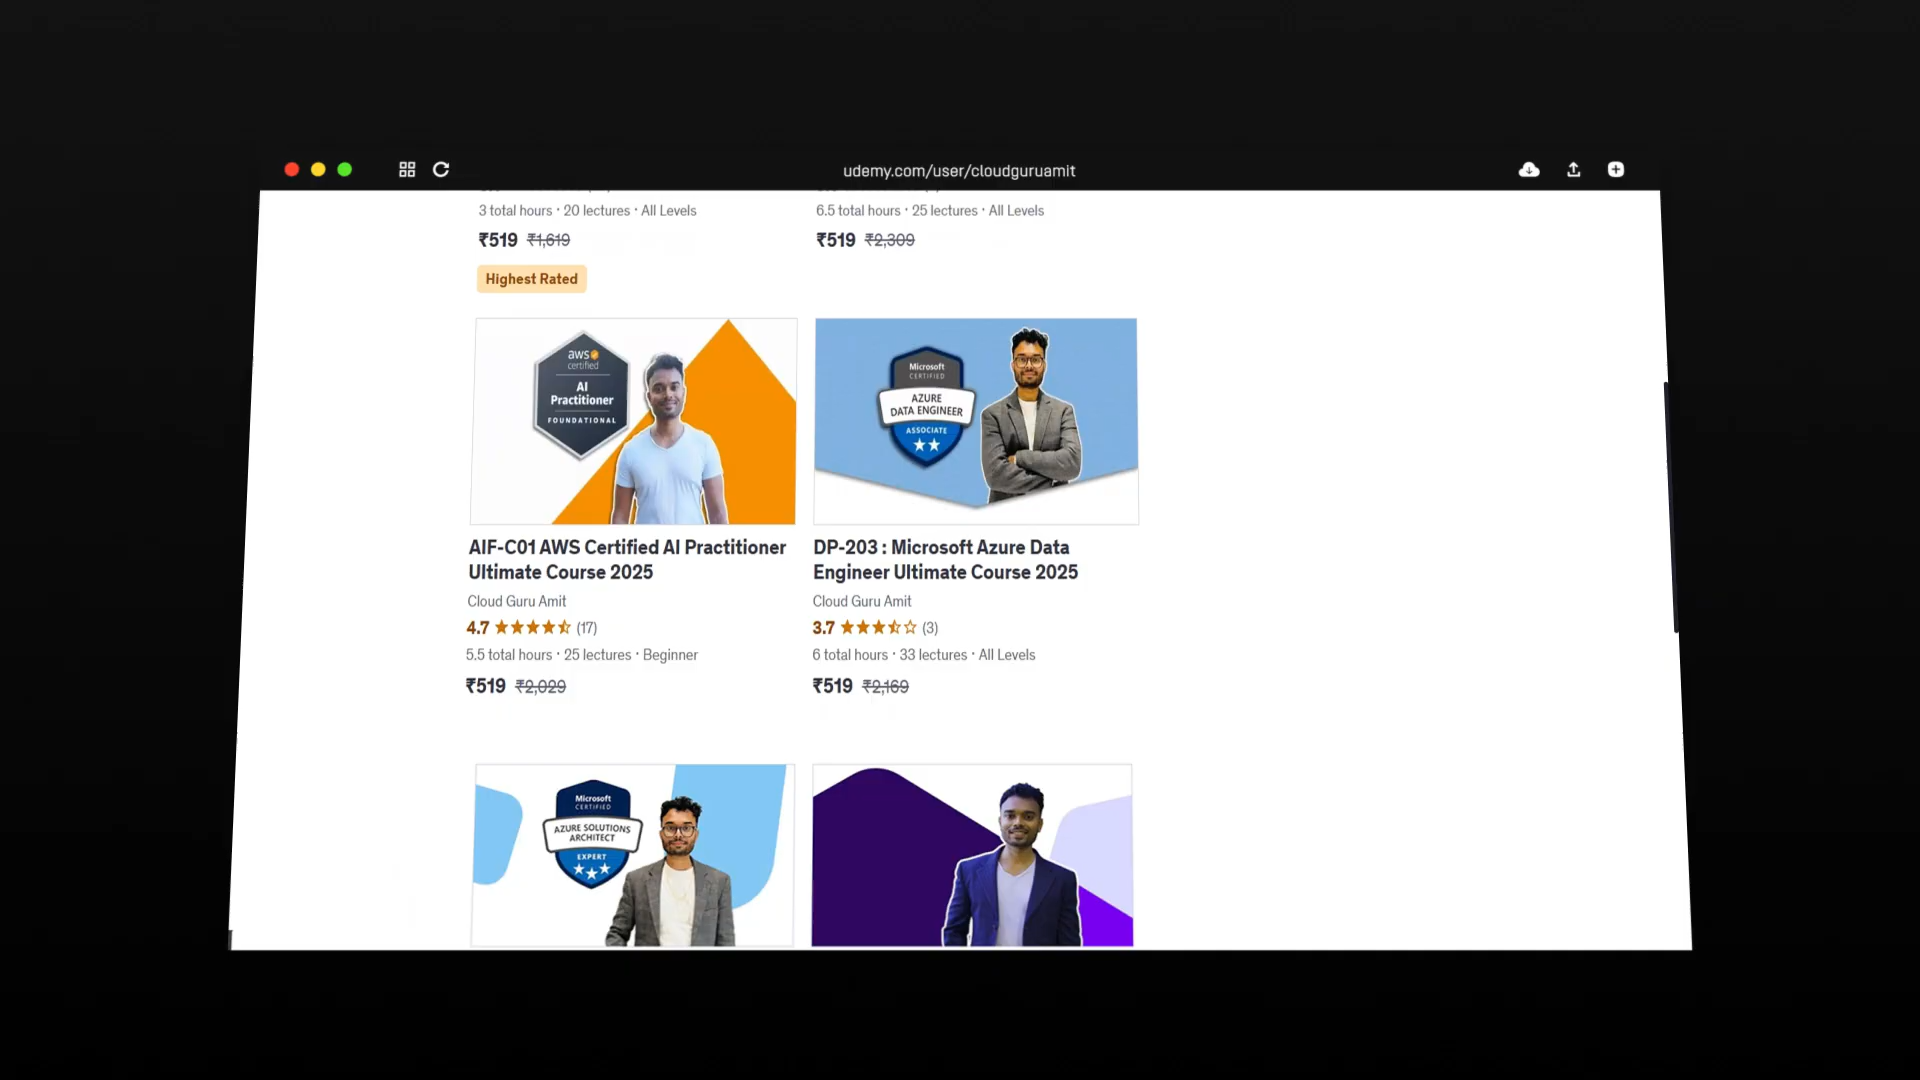 udemy.com/user/cloudguruamit
3 total hours · 20 lectures · All Levels
₹519 ₹1,619
Highest Rated
6.5 total hours · 25 lectures · All Levels
₹519 ₹2,309
aws
certified
AI
Practitioner
FOUNDATIONAL
AIF-C01 AWS Certified AI Practitioner
Ultimate Course 2025
Cloud Guru Amit
4.7 (17)
5.5 total hours · 25 lectures · Beginner
₹519 ₹2,029
Microsoft
CERTIFIED
AZURE
DATA ENGINEER
ASSOCIATE
DP-203 : Microsoft Azure Data
Engineer Ultimate Course 2025
Cloud Guru Amit
3.7 (3)
6 total hours · 33 lectures · All Levels
₹519 ₹2,169
Microsoft
CERTIFIED
AZURE SOLUTIONS
ARCHITECT
EXPERT